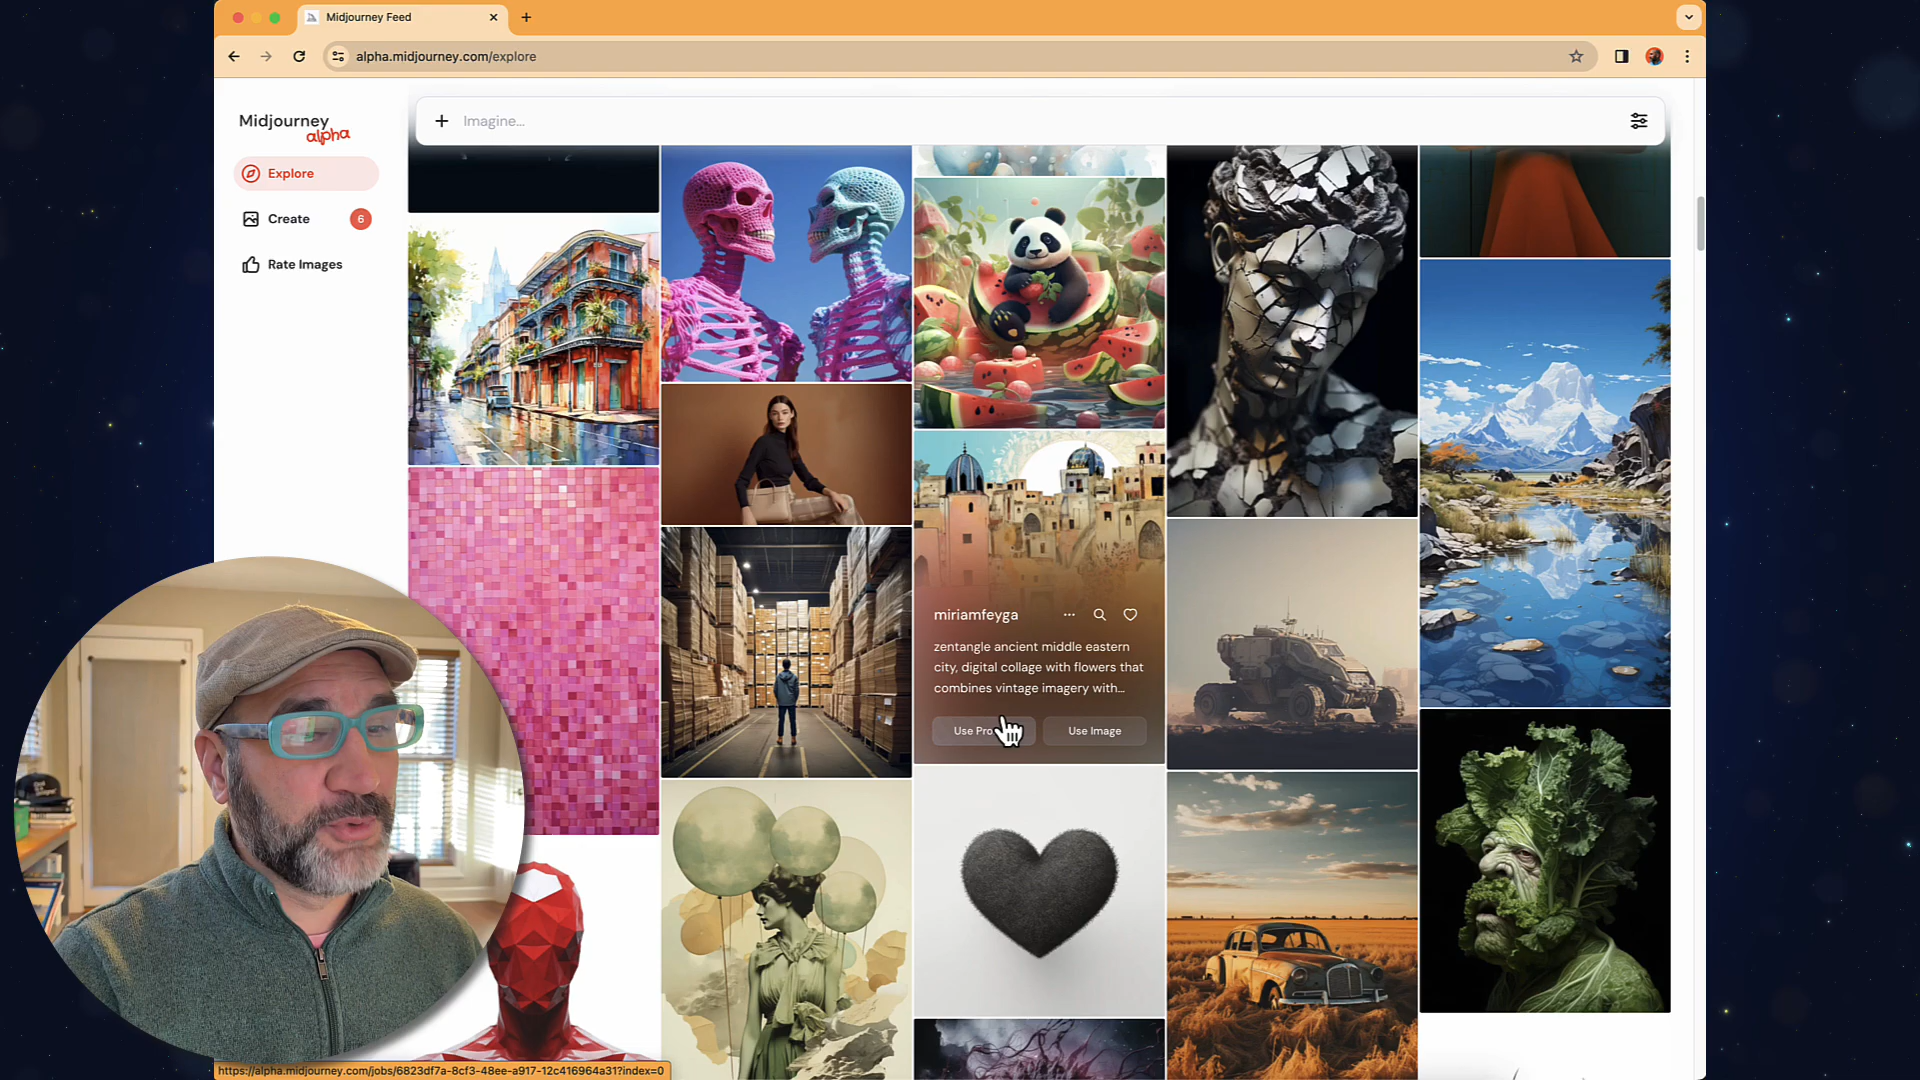 Midjourney Feed
alpha.midjourney.com/explore
Midjourney
alpha
Imagine...
Explore
Create
6
Rate Images
miriamfeyga
zentangle ancient middle eastern
city, digital collage with flowers that
combines vintage imagery with...
Use Pro
Use Image
https://alpha.midjourney.com/jobs/6823df7a-8cf3-48ee-a917-12c416964a31?index=0